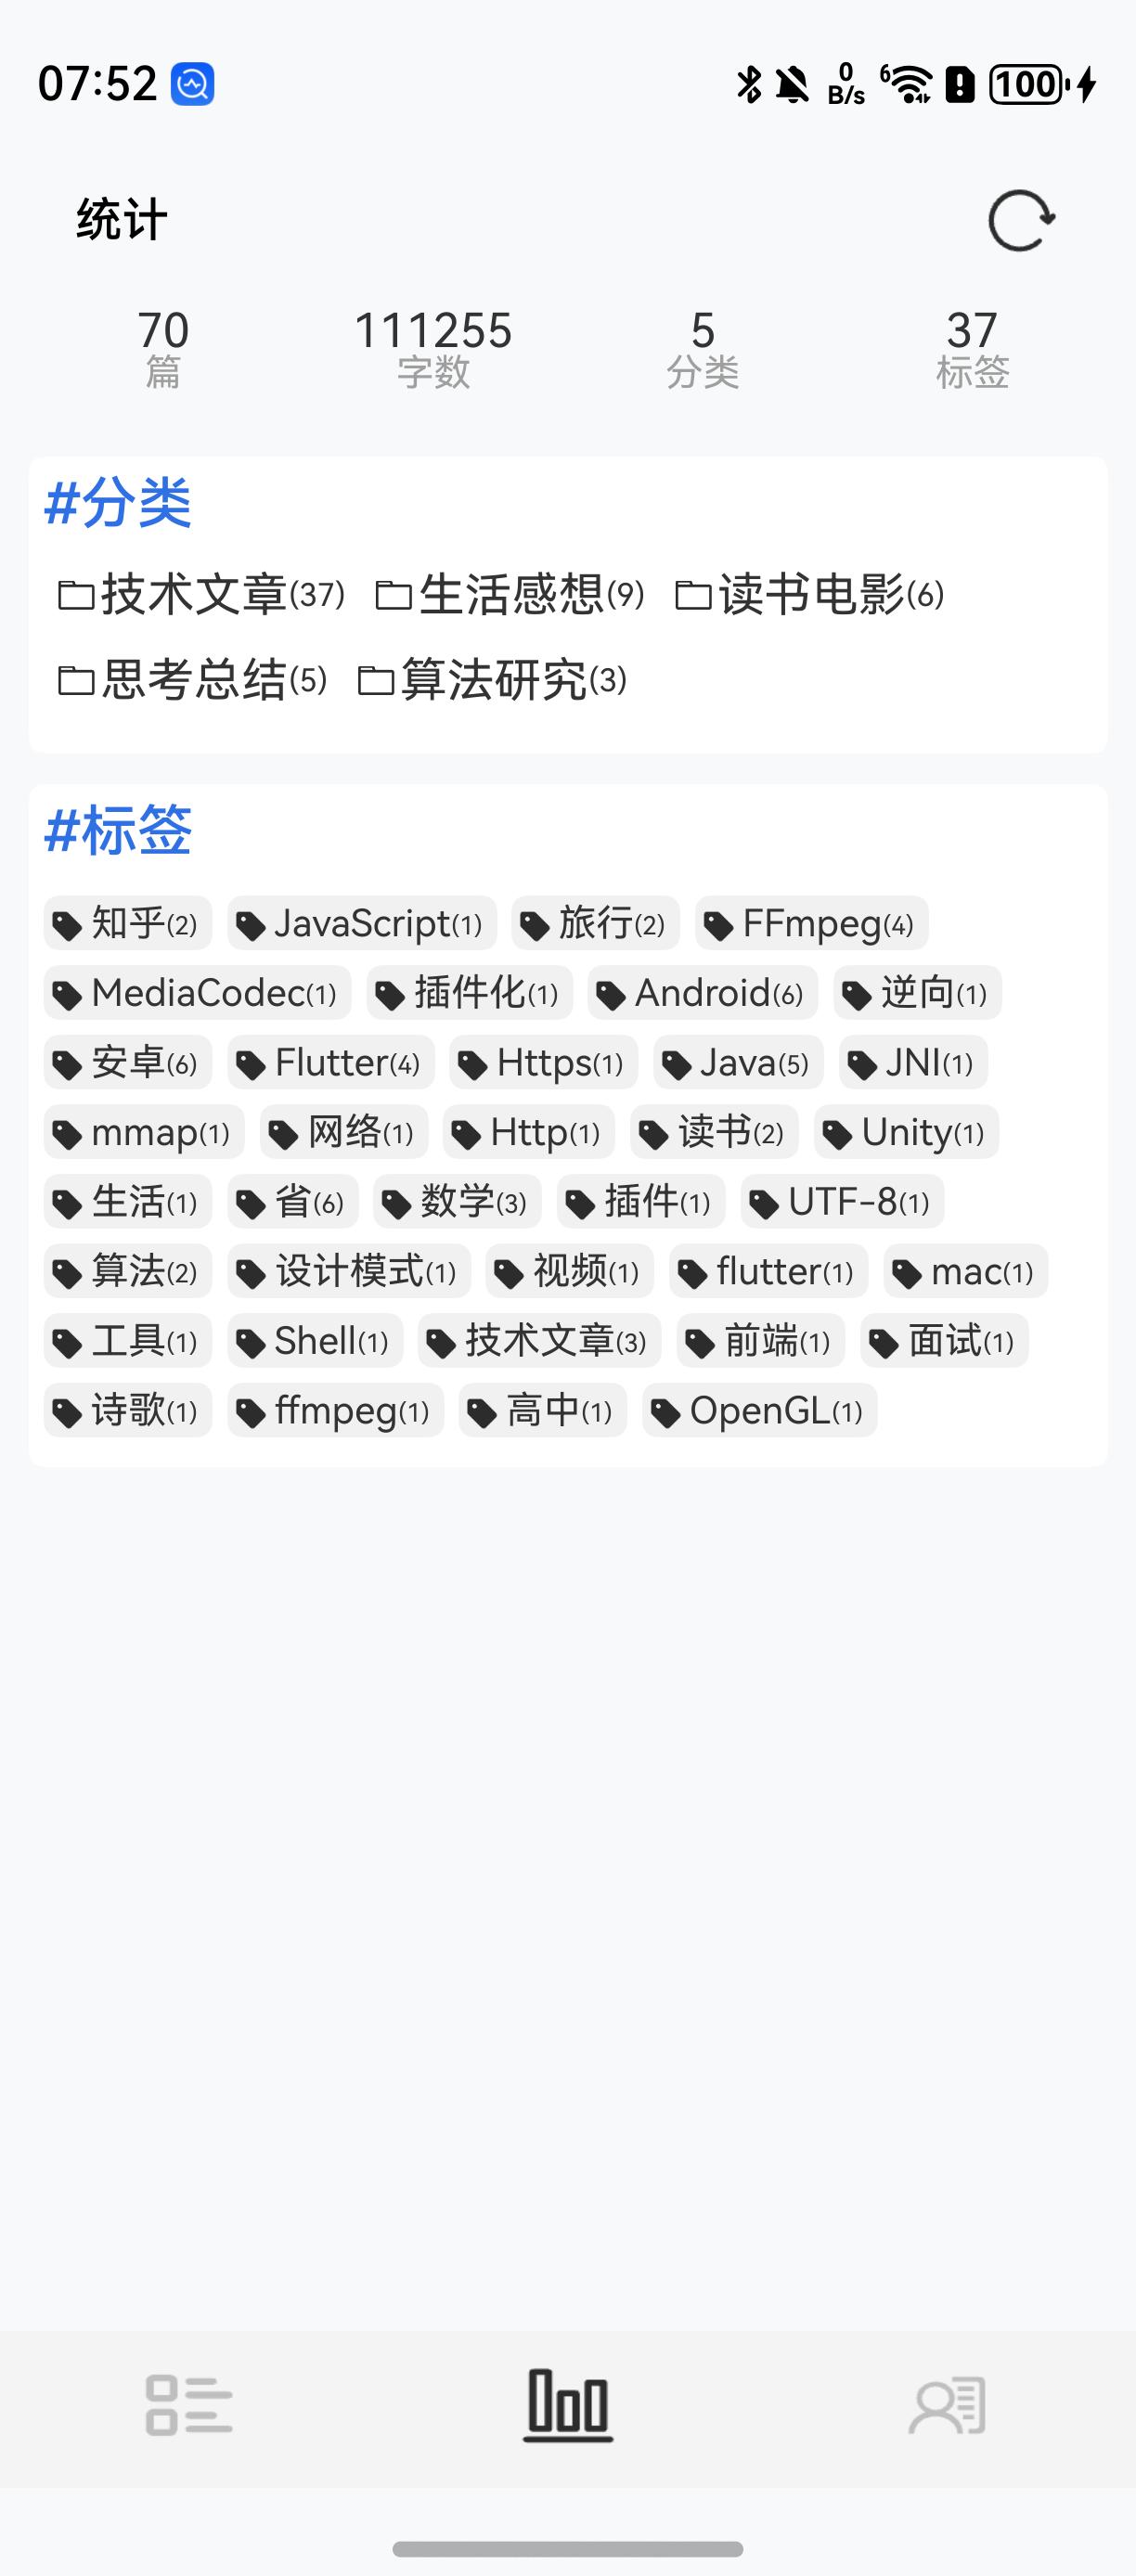 07:52 0 B/s 6 100
统计
70 111255 5 37
篇 字数 分类 标签
#分类
技术文章(37) 生活感想(9) 读书电影(6)
思考总结(5) 算法研究(3)
#标签
知乎(2) JavaScript(1) 旅行(2) FFmpeg(4)
MediaCodec(1) 插件化(1) Android(6) 逆向(1)
安卓(6) Flutter(4) Https(1) Java(5) JNI(1)
mmap(1) 网络(1) Http(1) 读书(2) Unity(1)
生活(1) 省(6) 数学(3) 插件(1) UTF-8(1)
算法(2) 设计模式(1) 视频(1) flutter(1) mac(1)
工具(1) Shell(1) 技术文章(3) 前端(1) 面试(1)
诗歌(1) ffmpeg(1) 高中(1) OpenGL(1)